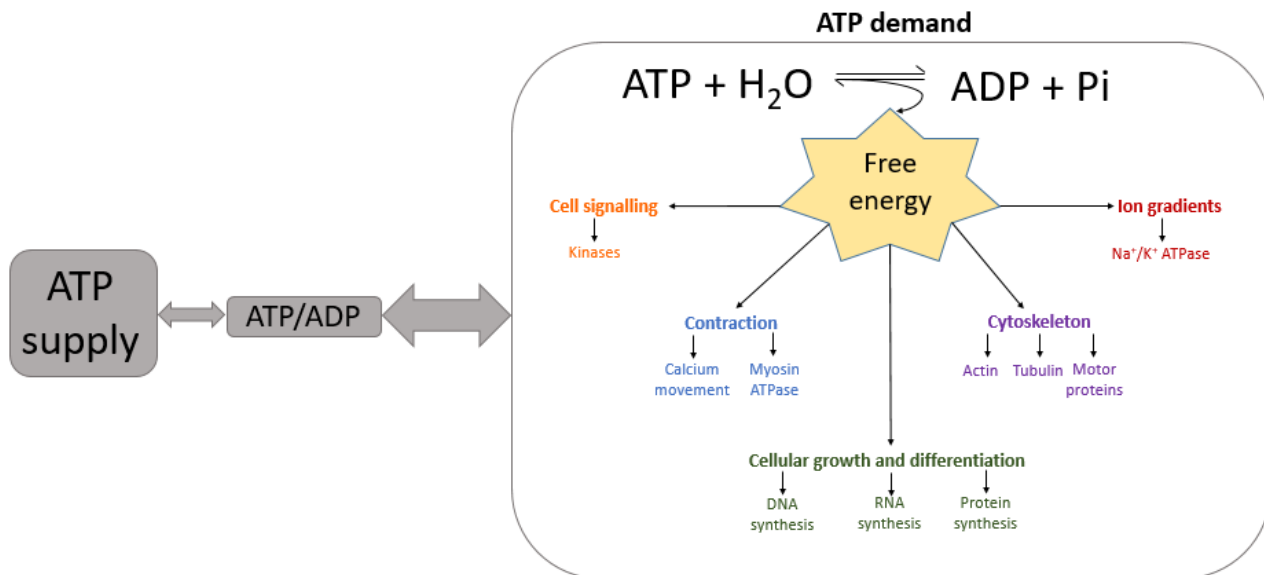 ATP demand
ATP + H₂O ADP + Pi
Free
energy
Cell signalling
Kinases
Ion gradients
Na⁺/K⁺ ATPase
ATP
supply
ATP/ADP
Contraction
Calcium
movement
Myosin
ATPase
Cytoskeleton
Actin
Tubulin
Motor
proteins
Cellular growth and differentiation
DNA
synthesis
RNA
synthesis
Protein
synthesis